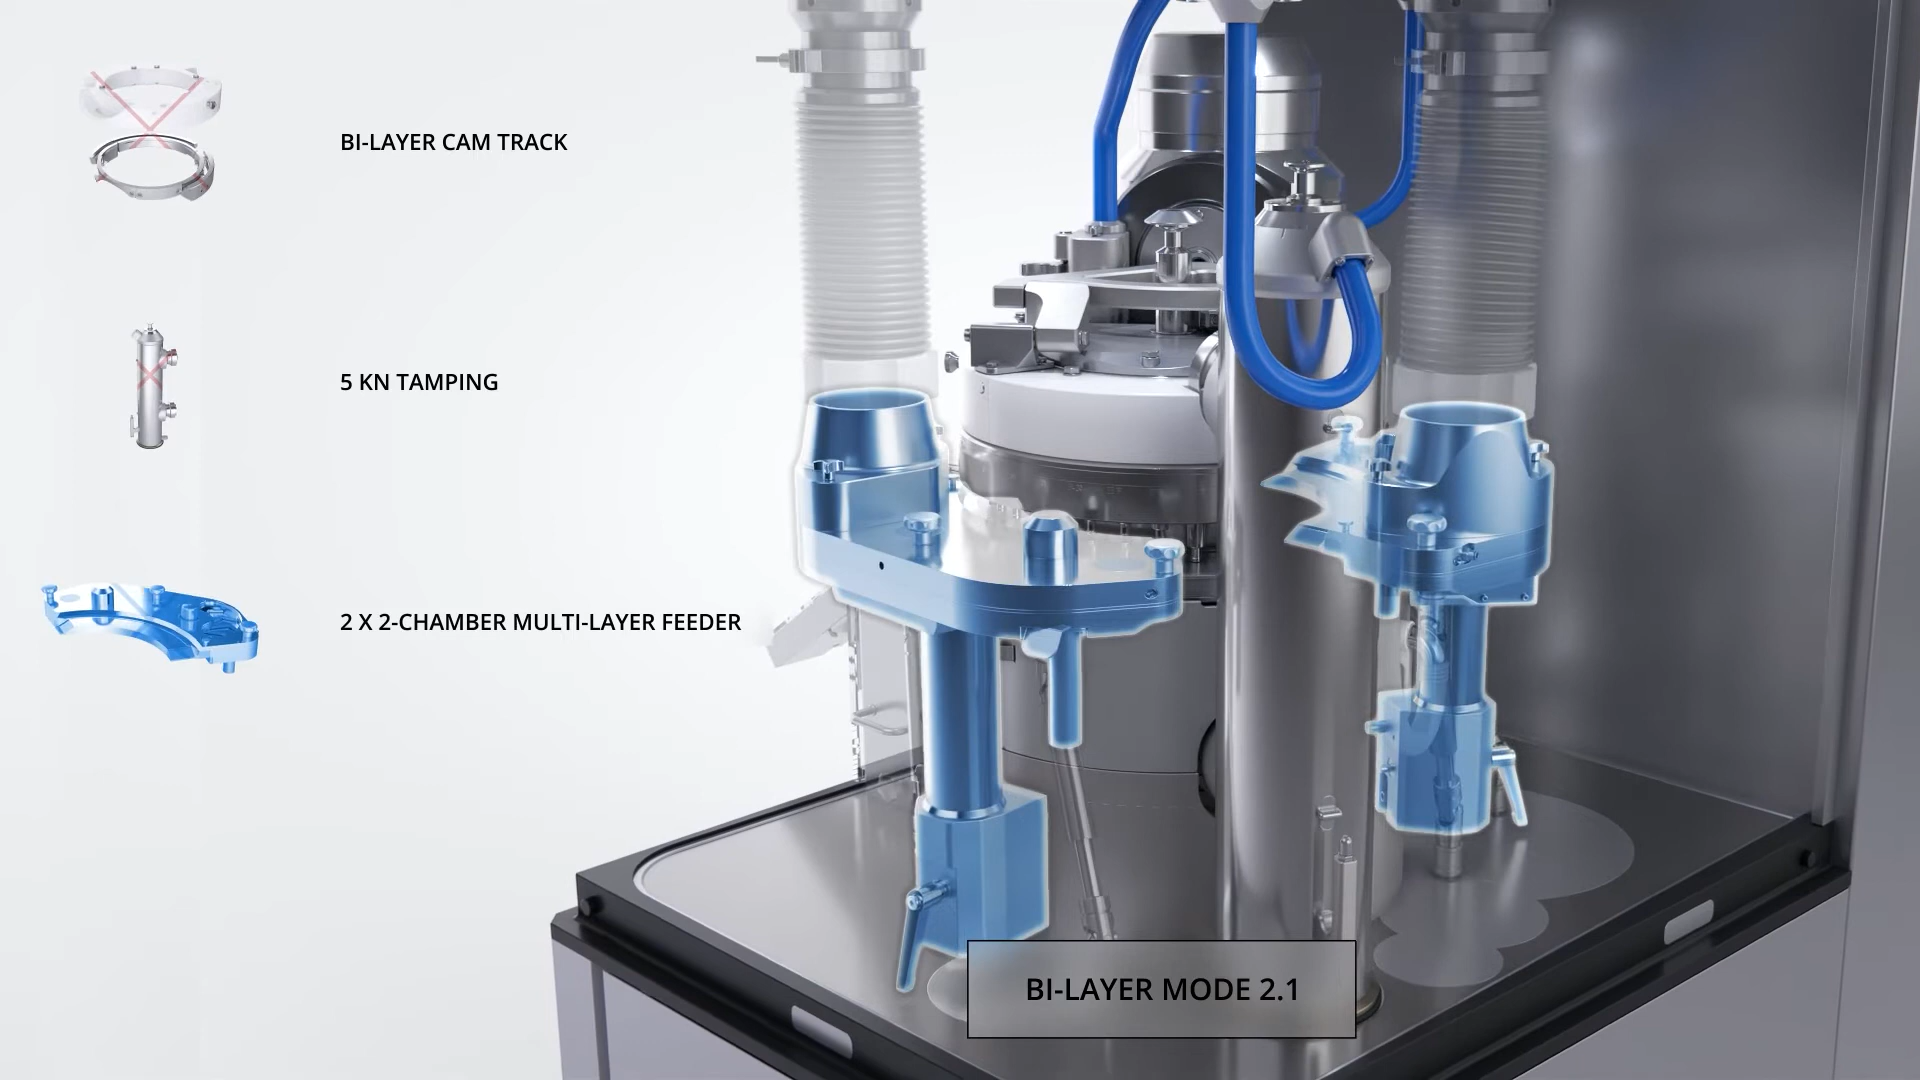 BI-LAYER CAM TRACK
5 KN TAMPING
2 X 2-CHAMBER MULTI-LAYER FEEDER
BI-LAYER MODE 2.1